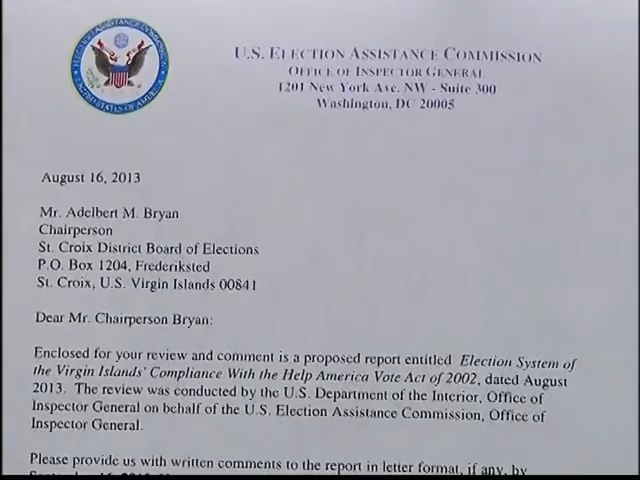 U.S. ELECTION ASSISTANCE COMMISSION
OFFICE OF INSPECTOR GENERAL
1201 New York Ave. NW - Suite 300
Washington, DC 20005
August 16, 2013
Mr. Adelbert M. Bryan
Chairperson
St. Croix District Board of Elections
P.O. Box 1204, Frederiksted
St. Croix, U.S. Virgin Islands 00841
Dear Mr. Chairperson Bryan:
Enclosed for your review and comment is a proposed report entitled Election System of
the Virgin Islands' Compliance With the Help America Vote Act of 2002, dated August
2013. The review was conducted by the U.S. Department of the Interior, Office of
Inspector General on behalf of the U.S. Election Assistance Commission, Office of
Inspector General.
Please provide us with written comments to the report in letter format, if any, by